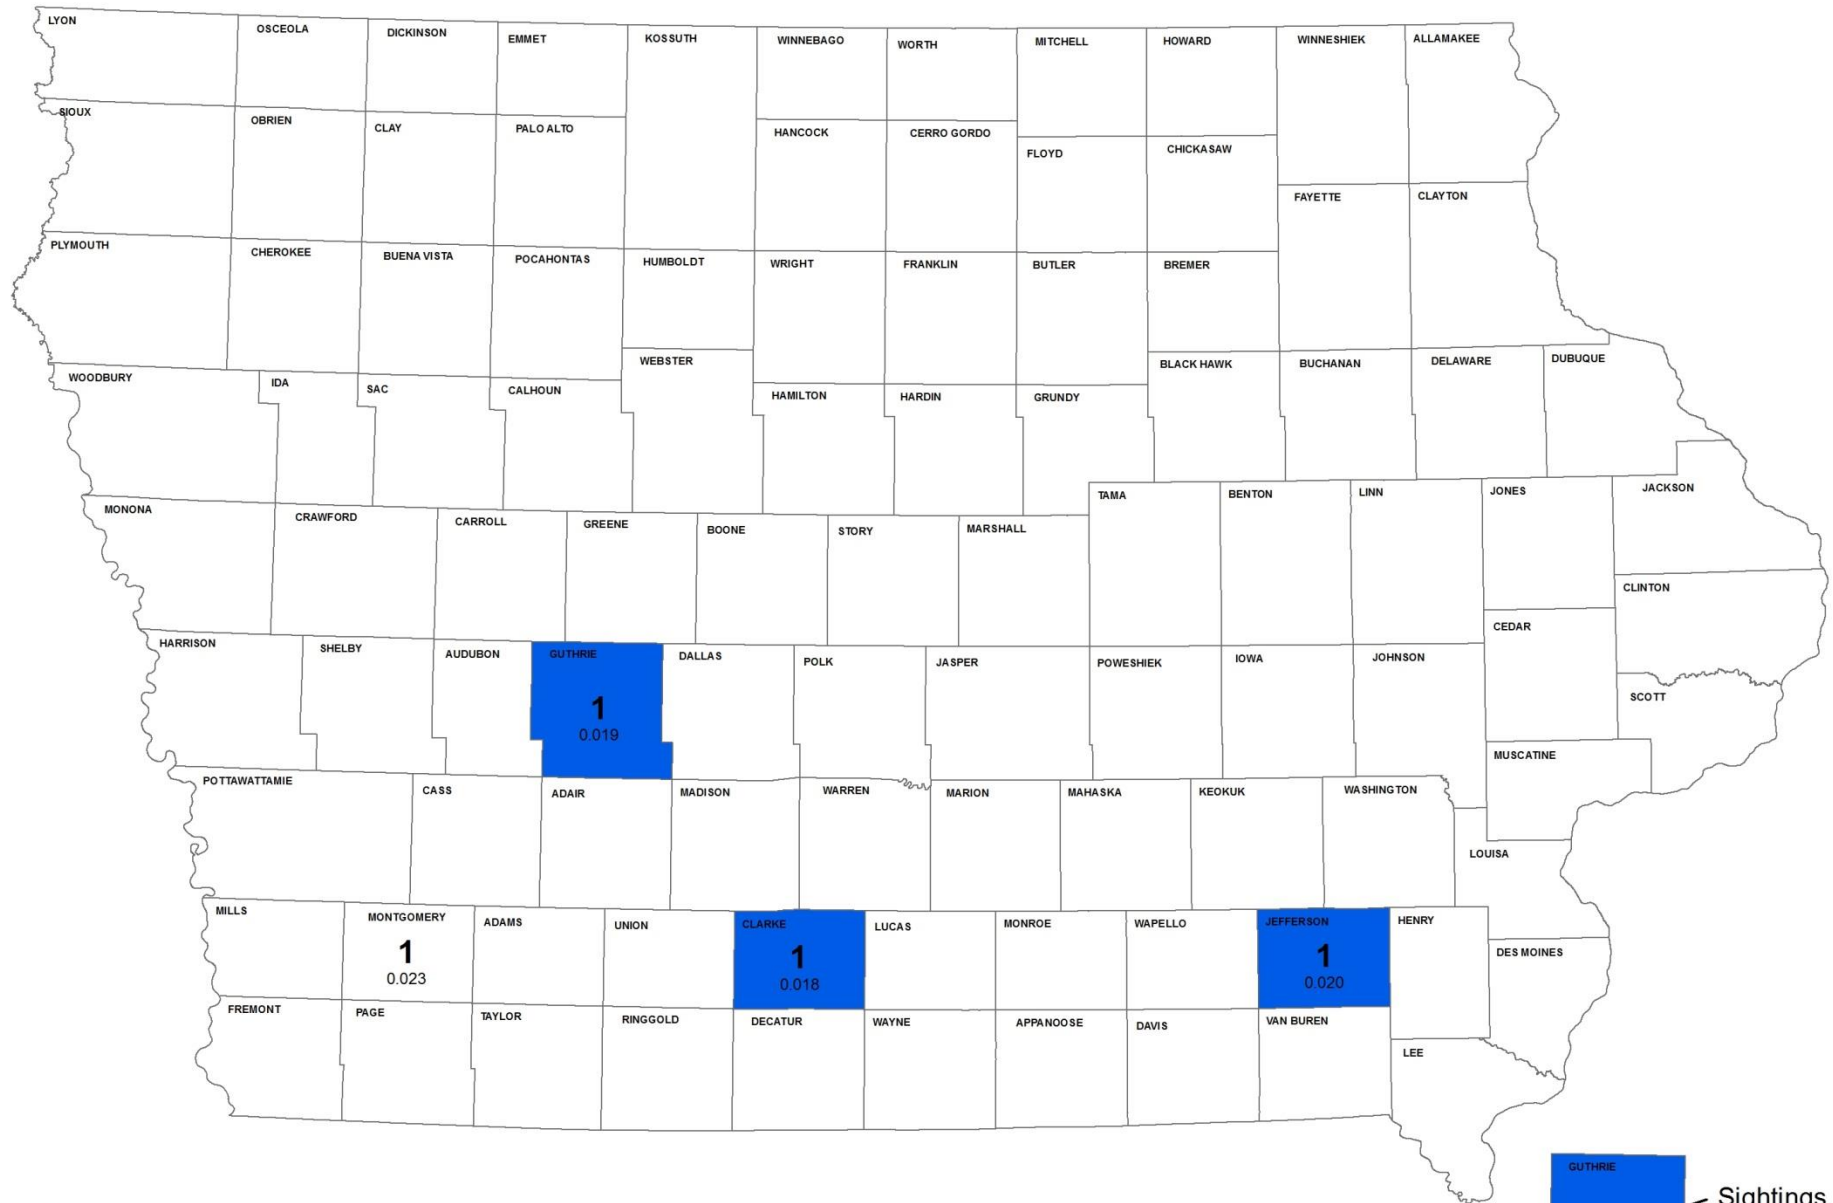 LYON
OSCEOLA
DICKINSON
EMMET
KOSSUTH
WINNEBAGO
WORTH
MITCHELL
HOWARD
WINNESHIEK
ALLAMAKEE
SIOUX
OBRIEN
CLAY
PALO ALTO
HANCOCK
CERRO GORDO
FLOYD
CHICKASAW
FAYETTE
CLAYTON
PLYMOUTH
CHEROKEE
BUENA VISTA
POCAHONTAS
HUMBOLDT
WRIGHT
FRANKLIN
BUTLER
BREMER
WOODBURY
IDA
SAC
CALHOUN
WEBSTER
HAMILTON
HARDIN
GRUNDY
BLACK HAWK
BUCHANAN
DELAWARE
DUBUQUE
MONONA
CRAWFORD
CARROLL
GREENE
BOONE
STORY
MARSHALL
TAMA
BENTON
LINN
JONES
JACKSON
CLINTON
CEDAR
HARRISON
SHELBY
AUDUBON
GUTHRIE
1
0.019
DALLAS
POLK
JASPER
POWESHIEK
IOWA
JOHNSON
SCOTT
MUSCATINE
POTTAWATTAMIE
CASS
ADAIR
MADISON
WARREN
MARION
MAHASKA
KEOKUK
WASHINGTON
LOUISA
MILLS
MONTGOMERY
1
0.023
ADAMS
UNION
CLARKE
1
0.018
LUCAS
MONROE
WAPELLO
JEFFERSON
1
0.020
HENRY
DES MOINES
FREMONT
PAGE
TAYLOR
RINGGOLD
DECATUR
WAYNE
APPANOOSE
DAVIS
VAN BUREN
LEE
GUTHRIE
Sightings